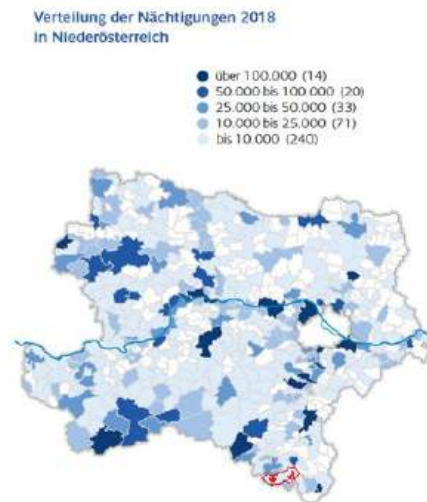 Verteilung der Nächtigungen 2018
in Niederösterreich
über 100.000 (14)
50.000 bis 100.000 (20)
25.000 bis 50.000 (33)
10.000 bis 25.000 (71)
bis 10.000 (240)